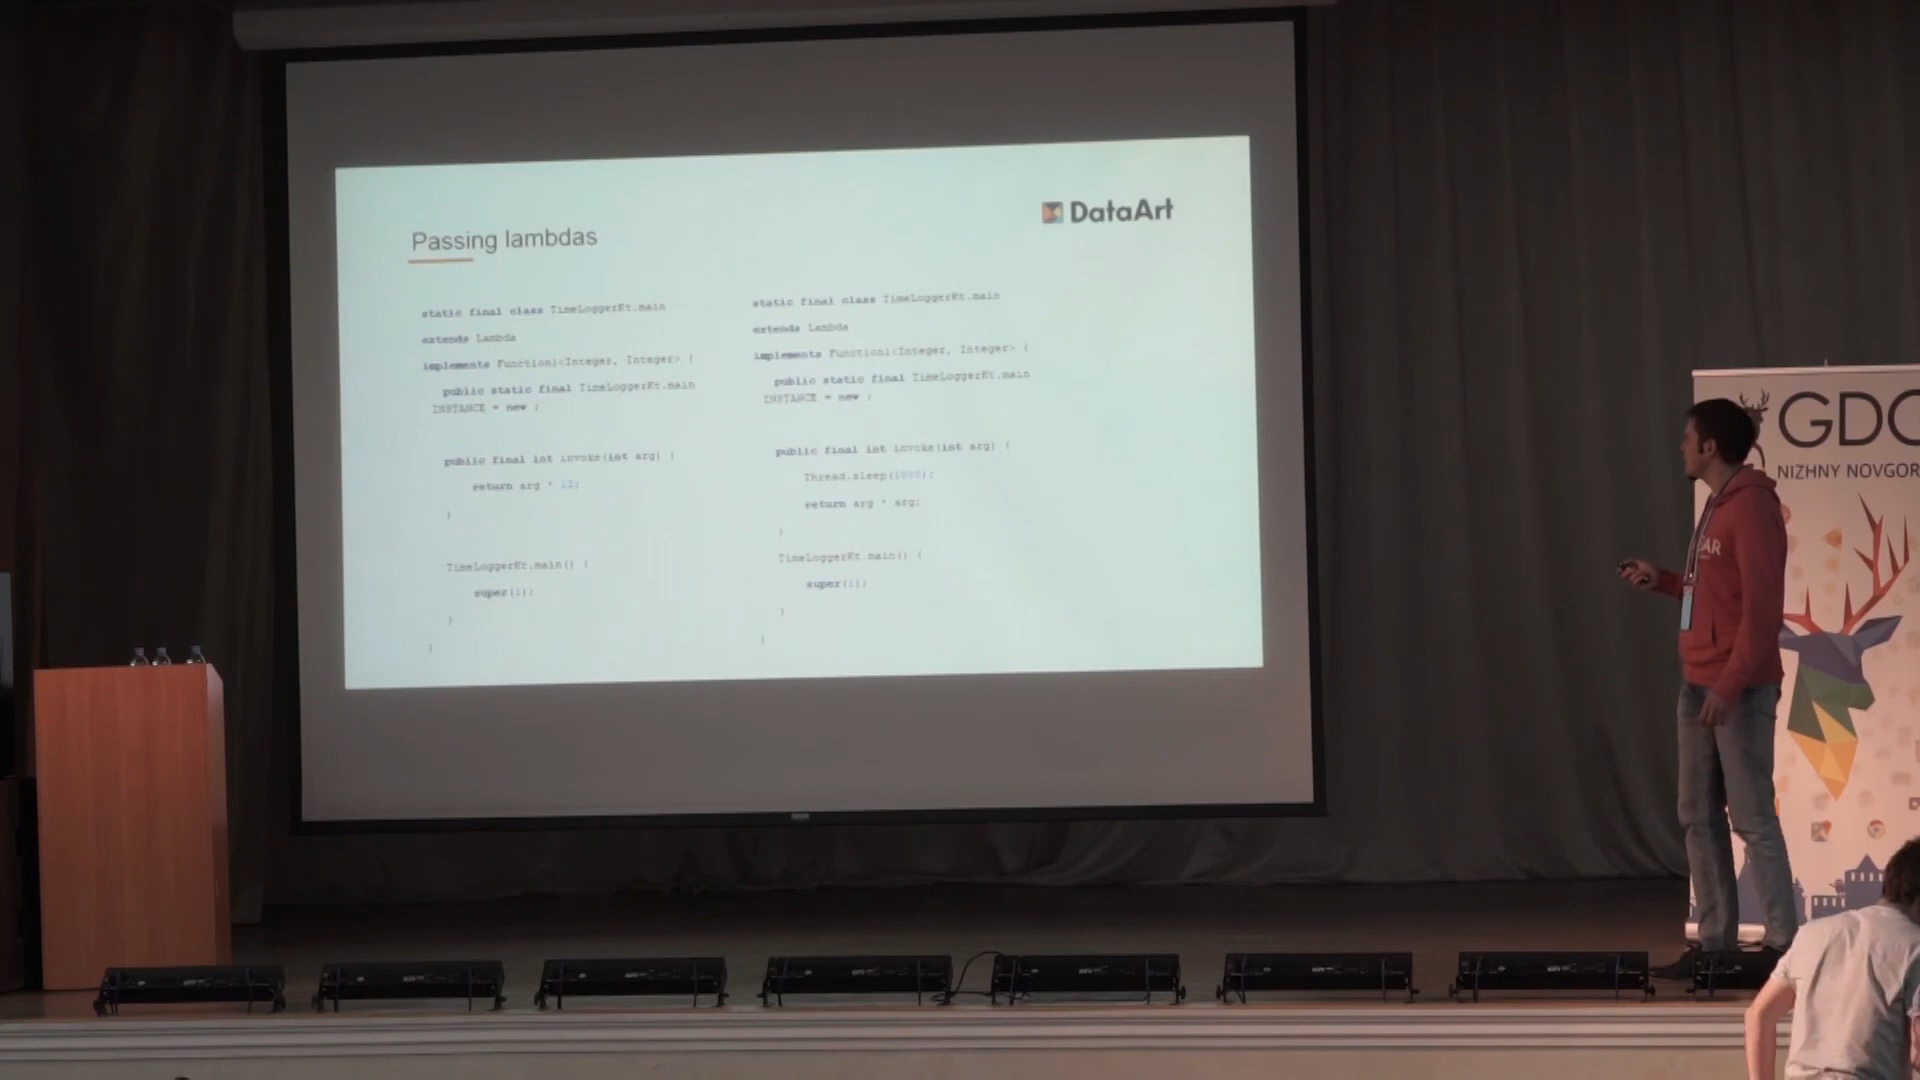 DataArt
Passing lambdas
static final class TimeLoggerKt.main
extends Lambda
implements Function1<Integer, Integer> {
public static final TimeLoggerKt.main
INSTANCE = new ;
public final int invoke(int arg) {
return arg * 12;
}
TimeLoggerKt.main() {
super(1);
}
}
static final class TimeLoggerKt.main
extends Lambda
implements Function1<Integer, Integer> {
public static final TimeLoggerKt.main
INSTANCE = new ;
public final int invoke(int arg) {
Thread.sleep(1000);
return arg * arg;
}
TimeLoggerKt.main() {
super(1);
}
}
GDG
NIZHNY NOVGOR